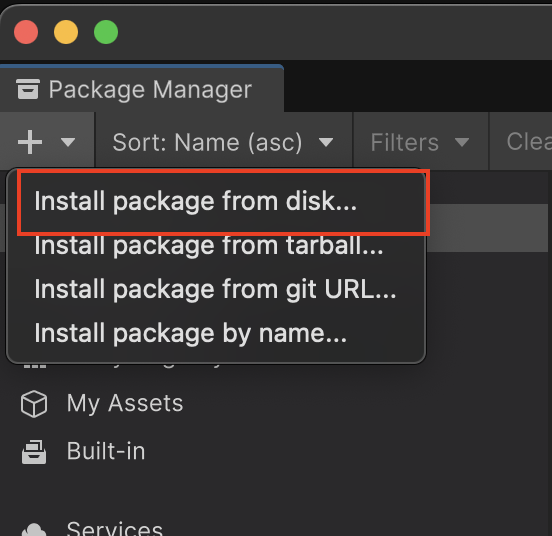 Package Manager
Sort: Name (asc)
Filters
Install package from disk...
Install package from tarball...
Install package from git URL...
Install package by name...
My Assets
Built-in
Services